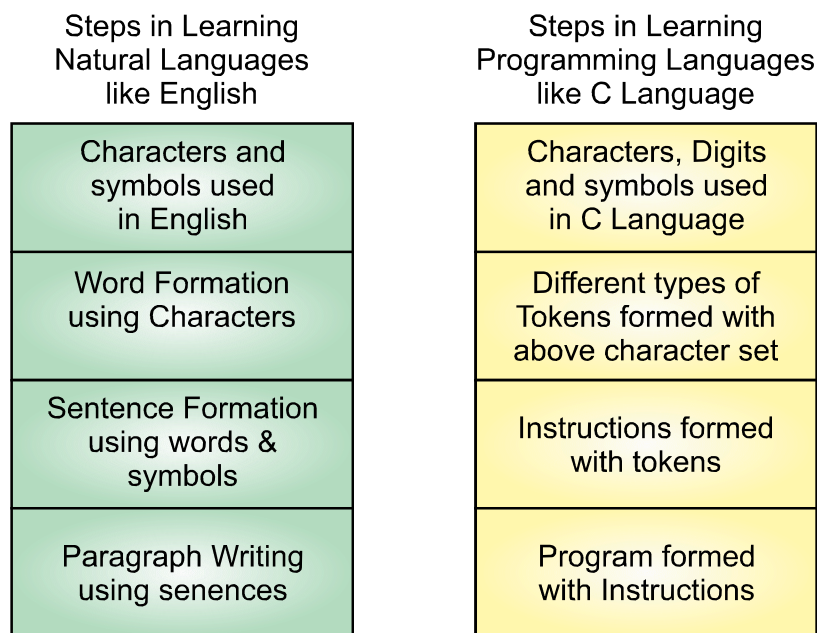 Steps in Learning
Natural Languages
like English
Characters and
symbols used
in English
Word Formation
using Characters
Sentence Formation
using words &
symbols
Paragraph Writing
using senences
Steps in Learning
Programming Languages
like C Language
Characters, Digits
and symbols used
in C Language
Different types of
Tokens formed with
above character set
Instructions formed
with tokens
Program formed
with Instructions